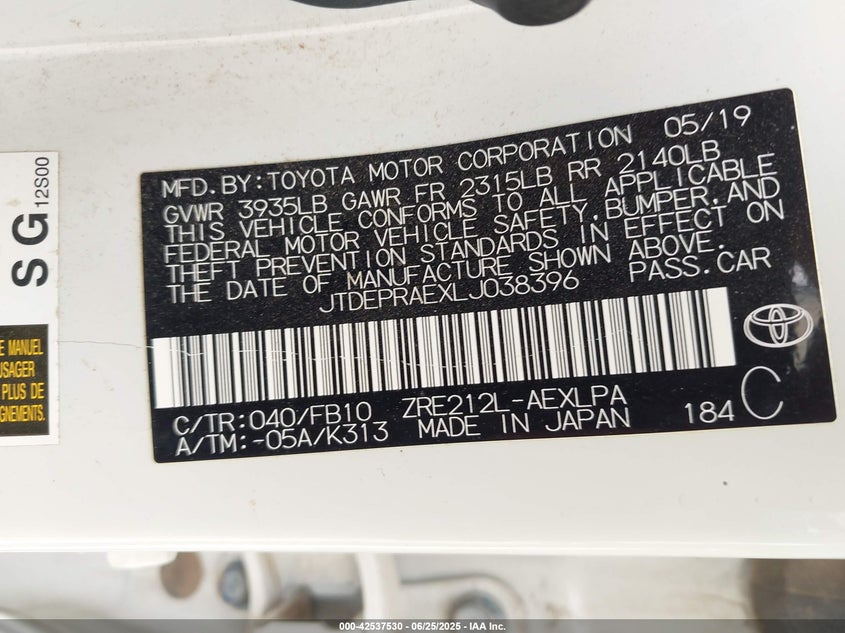 SG 12S00
E MANUEL
USAGER
PLUS DE
GNEMENTS.
MFD.BY:TOYOTA MOTOR CORPORATION 05/19
GVWR 3935LB GAWR FR 2315LB RR 2140LB
THIS VEHICLE CONFORMS TO ALL APPLICABLE
FEDERAL MOTOR VEHICLE SAFETY,BUMPER,AND
THEFT PREVENTION STANDARDS IN EFFECT ON
THE DATE OF MANUFACTURE SHOWN ABOVE.
JTDEPRAEXLJ038396 PASS.CAR
C/TR:040/FB10 ZRE212L-AEXLPA
A/TM:-05A/K313 MADE IN JAPAN 184 C
000-42537530 / 06/25/2025 - IAA Inc.